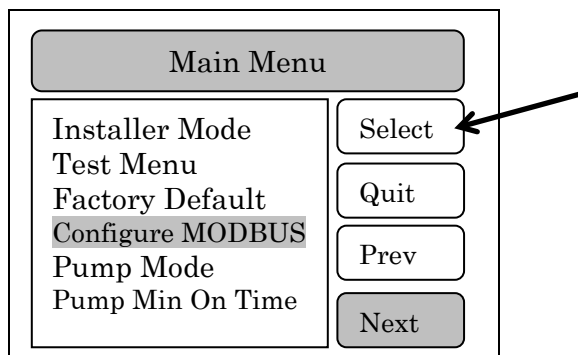 Main Menu
Installer Mode
Test Menu
Factory Default
Configure MODBUS
Pump Mode
Pump Min On Time
Select
Quit
Prev
Next